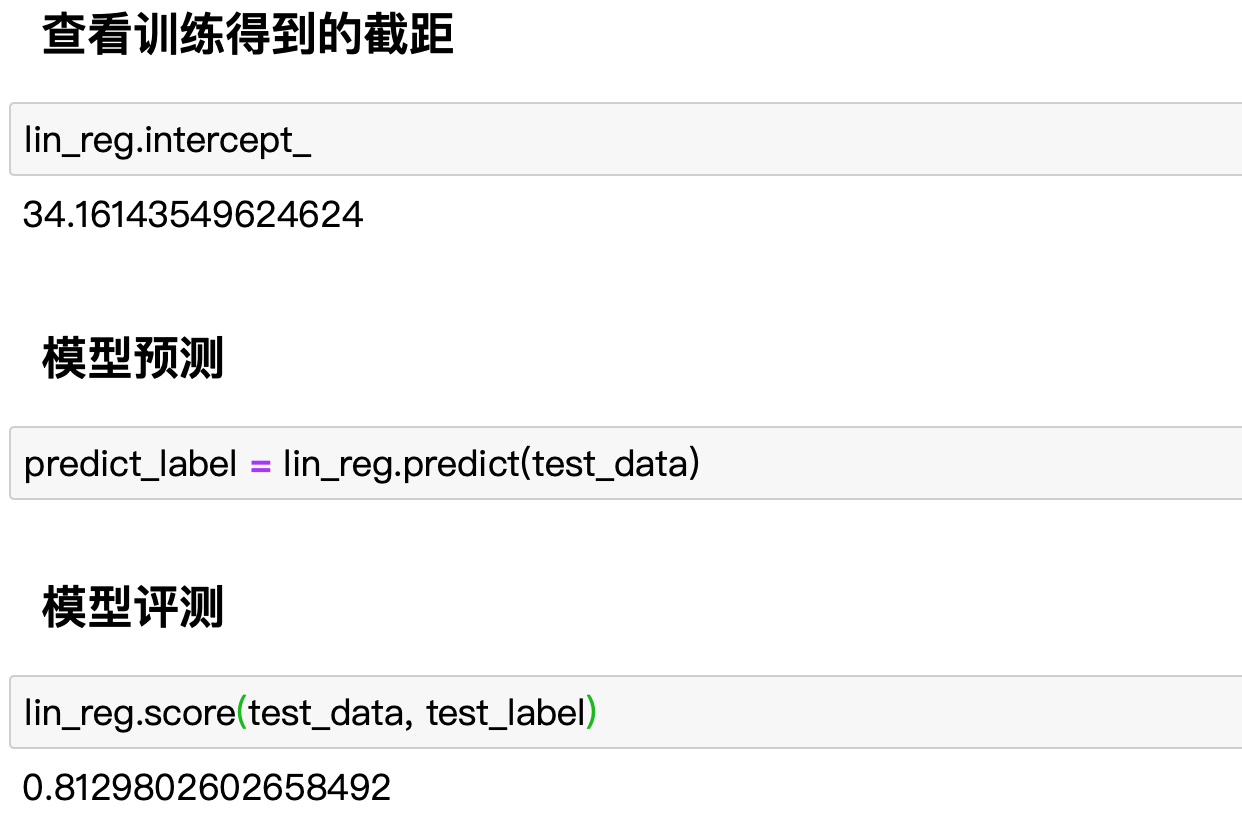 查看训练得到的截距
lin_reg.intercept_
34.16143549624624
模型预测
predict_label = lin_reg.predict(test_data)
模型评测
lin_reg.score(test_data, test_label)
0.8129802602658492